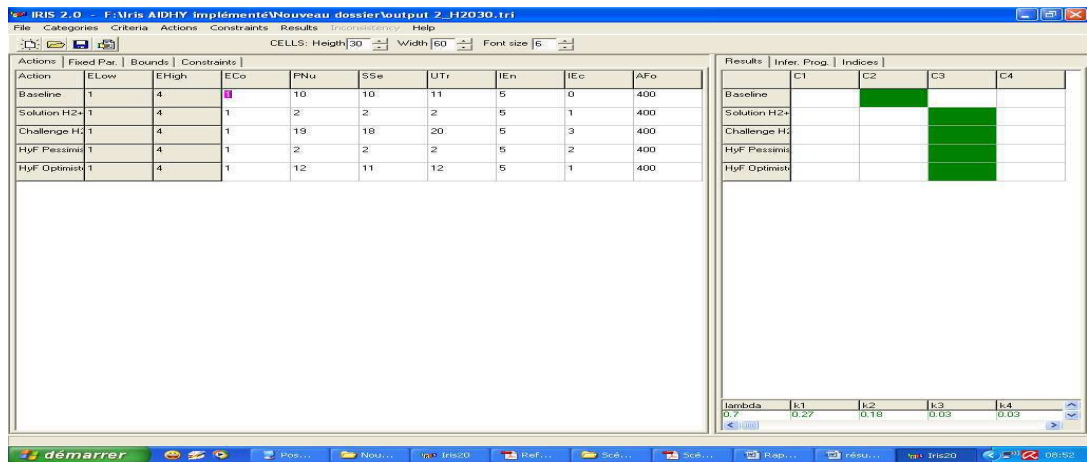 IRIS 2.0 - F:\Iris AIDHY implémenté\Nouveau dossier\output 2_H2030.tri
File Categories Criteria Actions Constraints Results Inconsistency Help
CELLS: Heigth 30 Width 60 Font size 6
Actions Fixed Par. Bounds Constraints
Action ELow EHigh ECo PNu SSe UTr IEn IEc AFo
Baseline 1 4 1 10 10 11 5 0 400
Solution H2+ 1 4 1 2 2 2 5 1 400
Challenge H2 1 4 1 19 18 20 5 3 400
HyF Pessimis 1 4 1 2 2 2 5 2 400
HyF Optimist 1 4 1 12 11 12 5 1 400
Results Infer. Prog. Indices
C1 C2 C3 C4
Baseline
Solution H2+
Challenge H2
HyF Pessimis
HyF Optimist
lambda k1 k2 k3 k4
0.7 0.27 0.18 0.03 0.03
démarrer Pos... Nou... Iris20 Ref... Scé... Scé... Rap... résu... Iris20 08:52